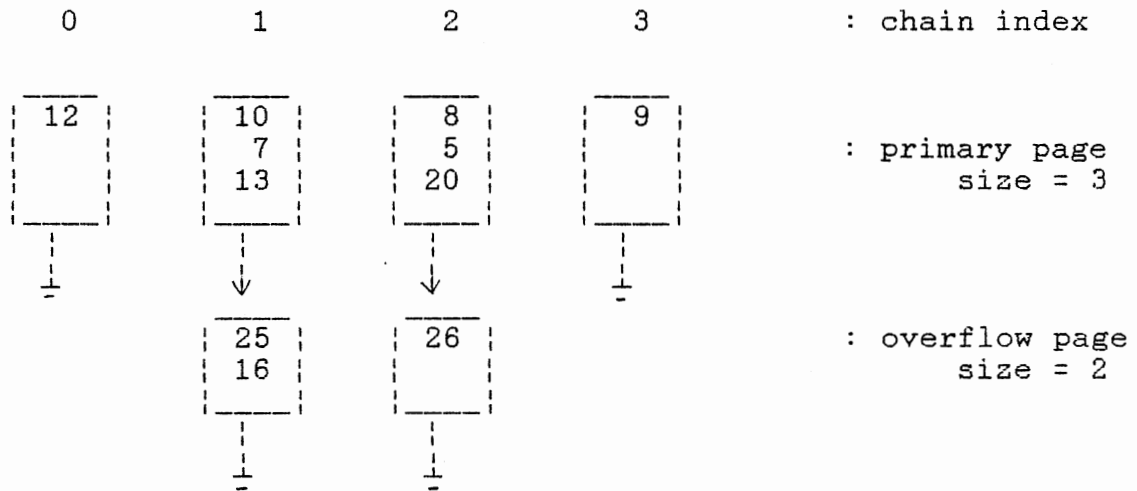 0 1 2 3 : chain index
12 10 8 9
7 5 : primary page
13 20 size = 3
25 26 : overflow page
16 size = 2